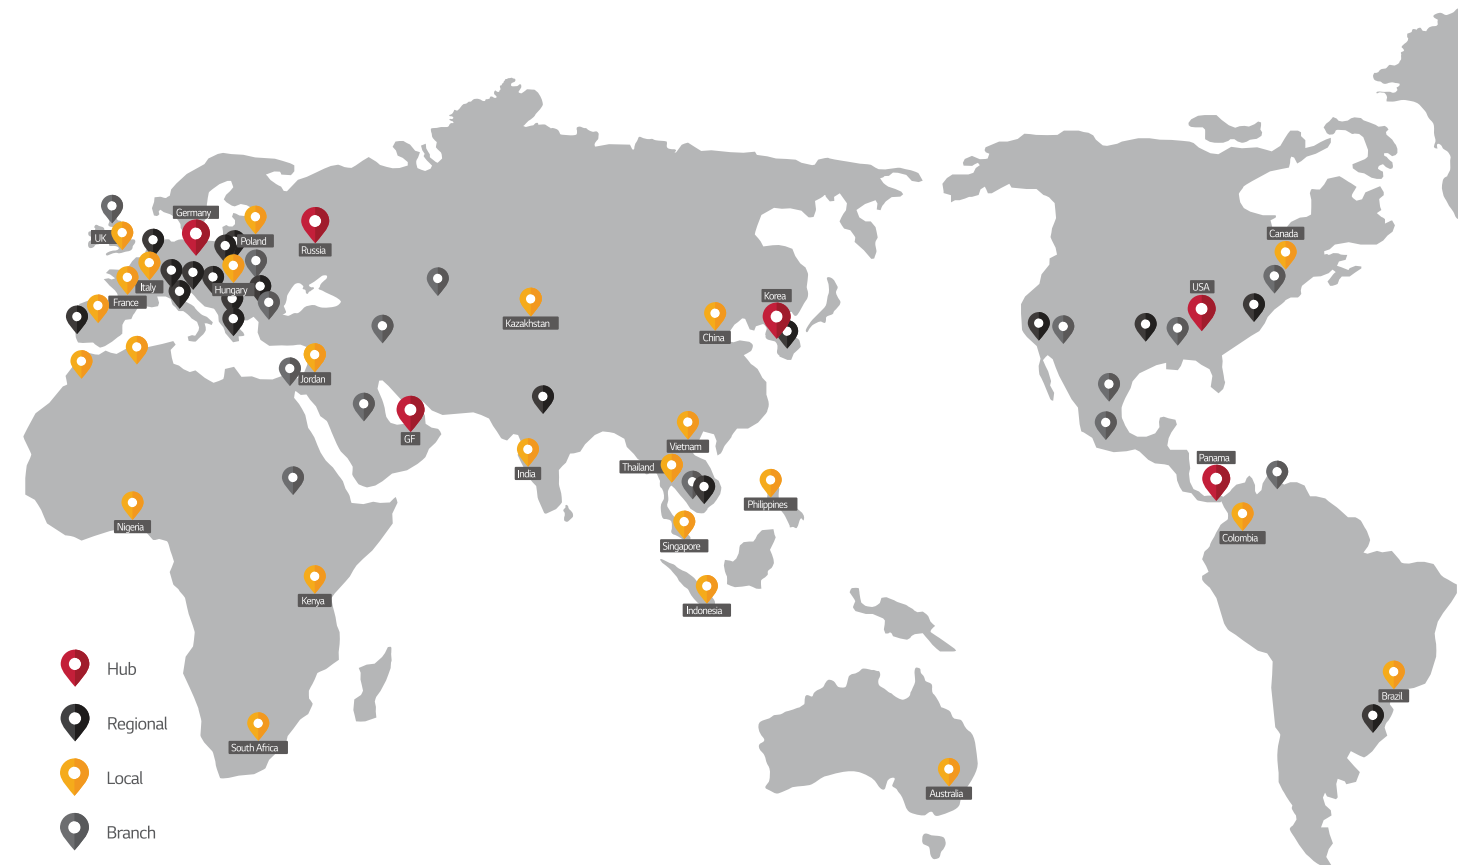 Germany
UK
Poland
Russia
Italy
Hungary
France
Jordan
GF
Kazakhstan
Korea
China
Canada
USA
India
Vietnam
Thailand
Philippines
Singapore
Indonesia
Panama
Colombia
Nigeria
Kenya
South Africa
Brazil
Australia
Hub
Regional
Local
Branch